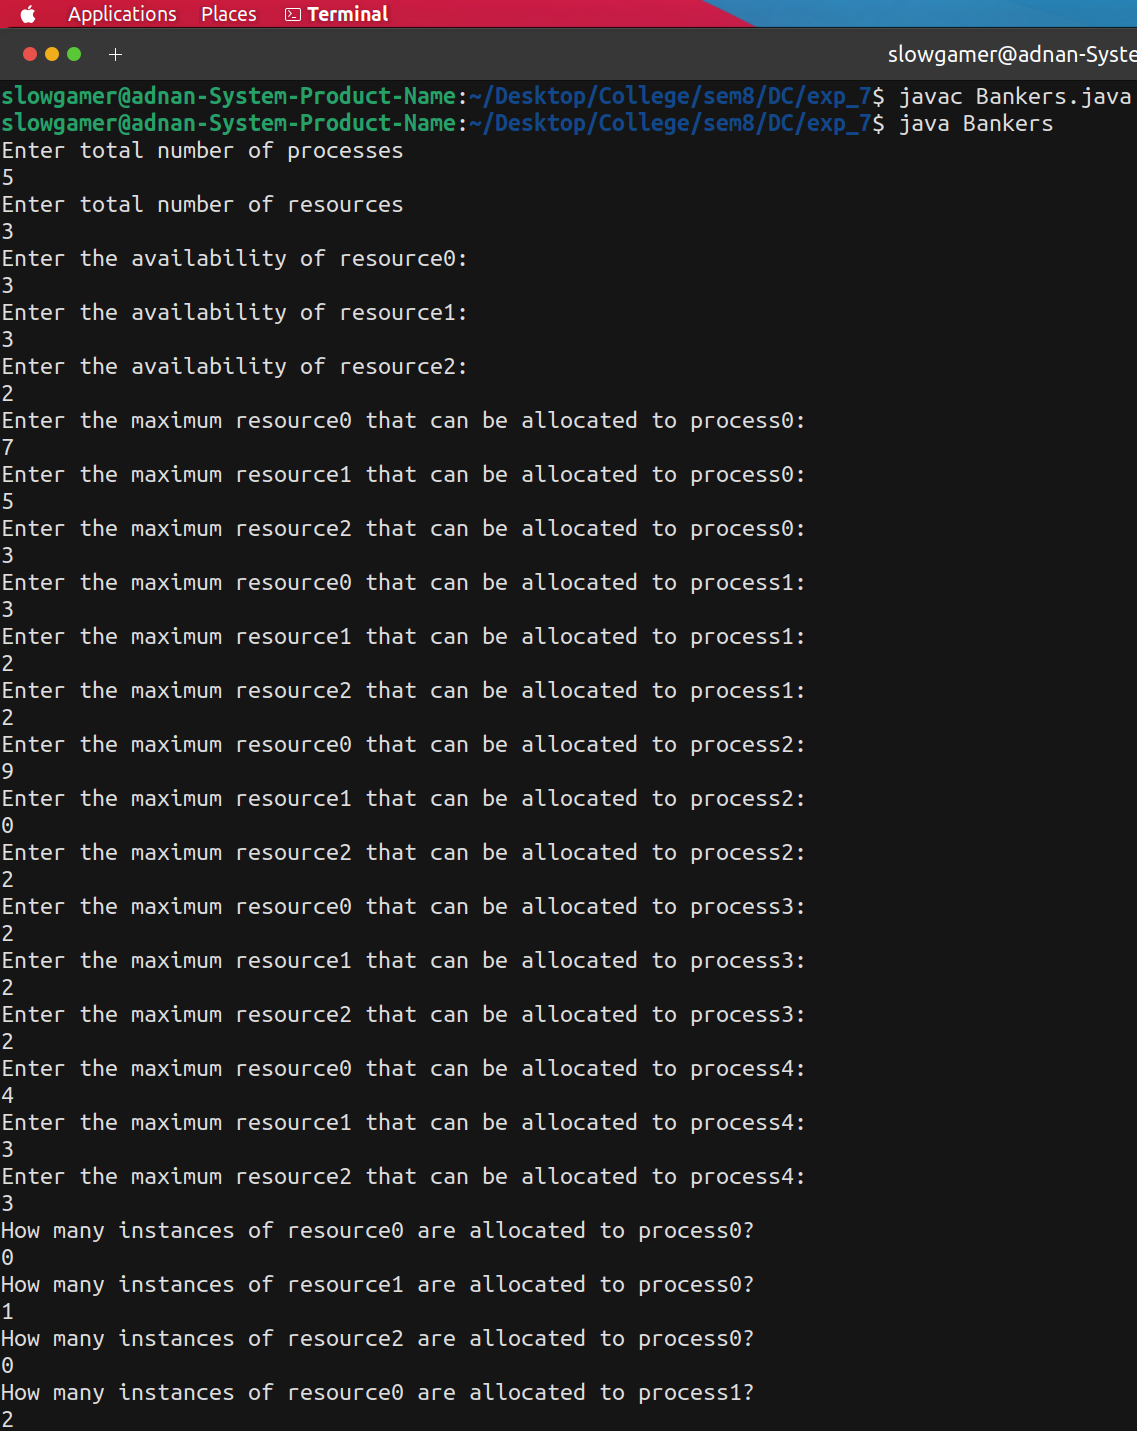 Applications Places Terminal
slowgamer@adnan-Syste
slowgamer@adnan-System-Product-Name:~/Desktop/College/sem8/DC/exp_7$ javac Bankers.java
slowgamer@adnan-System-Product-Name:~/Desktop/College/sem8/DC/exp_7$ java Bankers
Enter total number of processes
5
Enter total number of resources
3
Enter the availability of resource0:
3
Enter the availability of resource1:
3
Enter the availability of resource2:
2
Enter the maximum resource0 that can be allocated to process0:
7
Enter the maximum resource1 that can be allocated to process0:
5
Enter the maximum resource2 that can be allocated to process0:
3
Enter the maximum resource0 that can be allocated to process1:
3
Enter the maximum resource1 that can be allocated to process1:
2
Enter the maximum resource2 that can be allocated to process1:
2
Enter the maximum resource0 that can be allocated to process2:
9
Enter the maximum resource1 that can be allocated to process2:
0
Enter the maximum resource2 that can be allocated to process2:
2
Enter the maximum resource0 that can be allocated to process3:
2
Enter the maximum resource1 that can be allocated to process3:
2
Enter the maximum resource2 that can be allocated to process3:
2
Enter the maximum resource0 that can be allocated to process4:
4
Enter the maximum resource1 that can be allocated to process4:
3
Enter the maximum resource2 that can be allocated to process4:
3
How many instances of resource0 are allocated to process0?
0
How many instances of resource1 are allocated to process0?
1
How many instances of resource2 are allocated to process0?
0
How many instances of resource0 are allocated to process1?
2